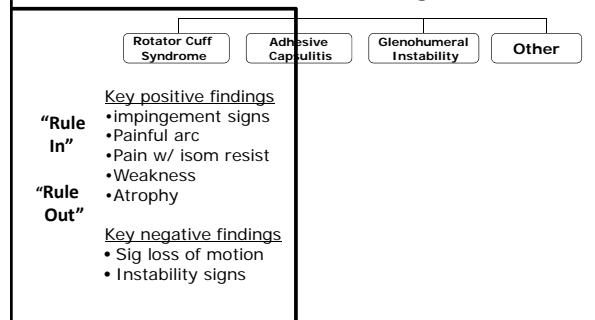 Rotator Cuff
Syndrome
Adhesive
Capsulitis
Glenohumeral
Instability
Other
Key positive findings
•impingement signs
•Painful arc
•Pain w/ isom resist
•Weakness
•Atrophy
“Rule
In”
“Rule
Out”
Key negative findings
• Sig loss of motion
• Instability signs